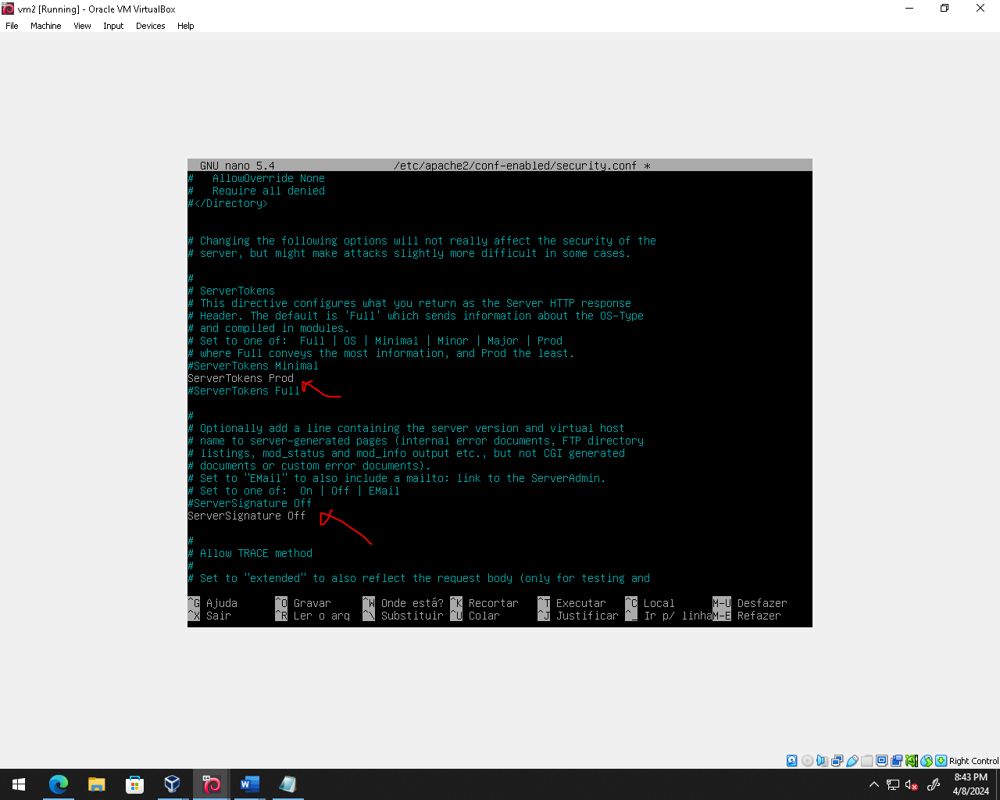 vm2 [Running] - Oracle VM VirtualBox
File Machine View Input Devices Help
GNU nano 5.4 /etc/apache2/conf-enabled/security.conf *
#   AllowOverride None
#   Require all denied
#</Directory>
# Changing the following options will not really affect the security of the
# server, but might make attacks slightly more difficult in some cases.
#
# ServerTokens
# This directive configures what you return as the Server HTTP response
# Header. The default is 'Full' which sends information about the OS-Type
# and compiled in modules.
# Set to one of:  Full | OS | Minimal | Minor | Major | Prod
# where Full conveys the most information, and Prod the least.
#ServerTokens Minimal
ServerTokens Prod
#ServerTokens Full
#
# Optionally add a line containing the server version and virtual host
# name to server-generated pages (internal error documents, FTP directory
# listings, mod_status and mod_info output etc., but not CGI generated
# documents or custom error documents).
# Set to "EMail" to also include a mailto: link to the ServerAdmin.
# Set to one of:  On | Off | EMail
#ServerSignature Off
ServerSignature Off
#
# Allow TRACE method
#
# Set to "extended" to also reflect the request body (only for testing and
^G Ajuda ^O Gravar ^W Onde está? ^K Recortar ^T Executar ^C Local M-U Desfazer
^X Sair ^R Ler o arq ^\ Substituir ^U Colar ^J Justificar ^_ Ir p/ linha M-E Refazer
Right Control
64
8:43 PM
4/8/2024